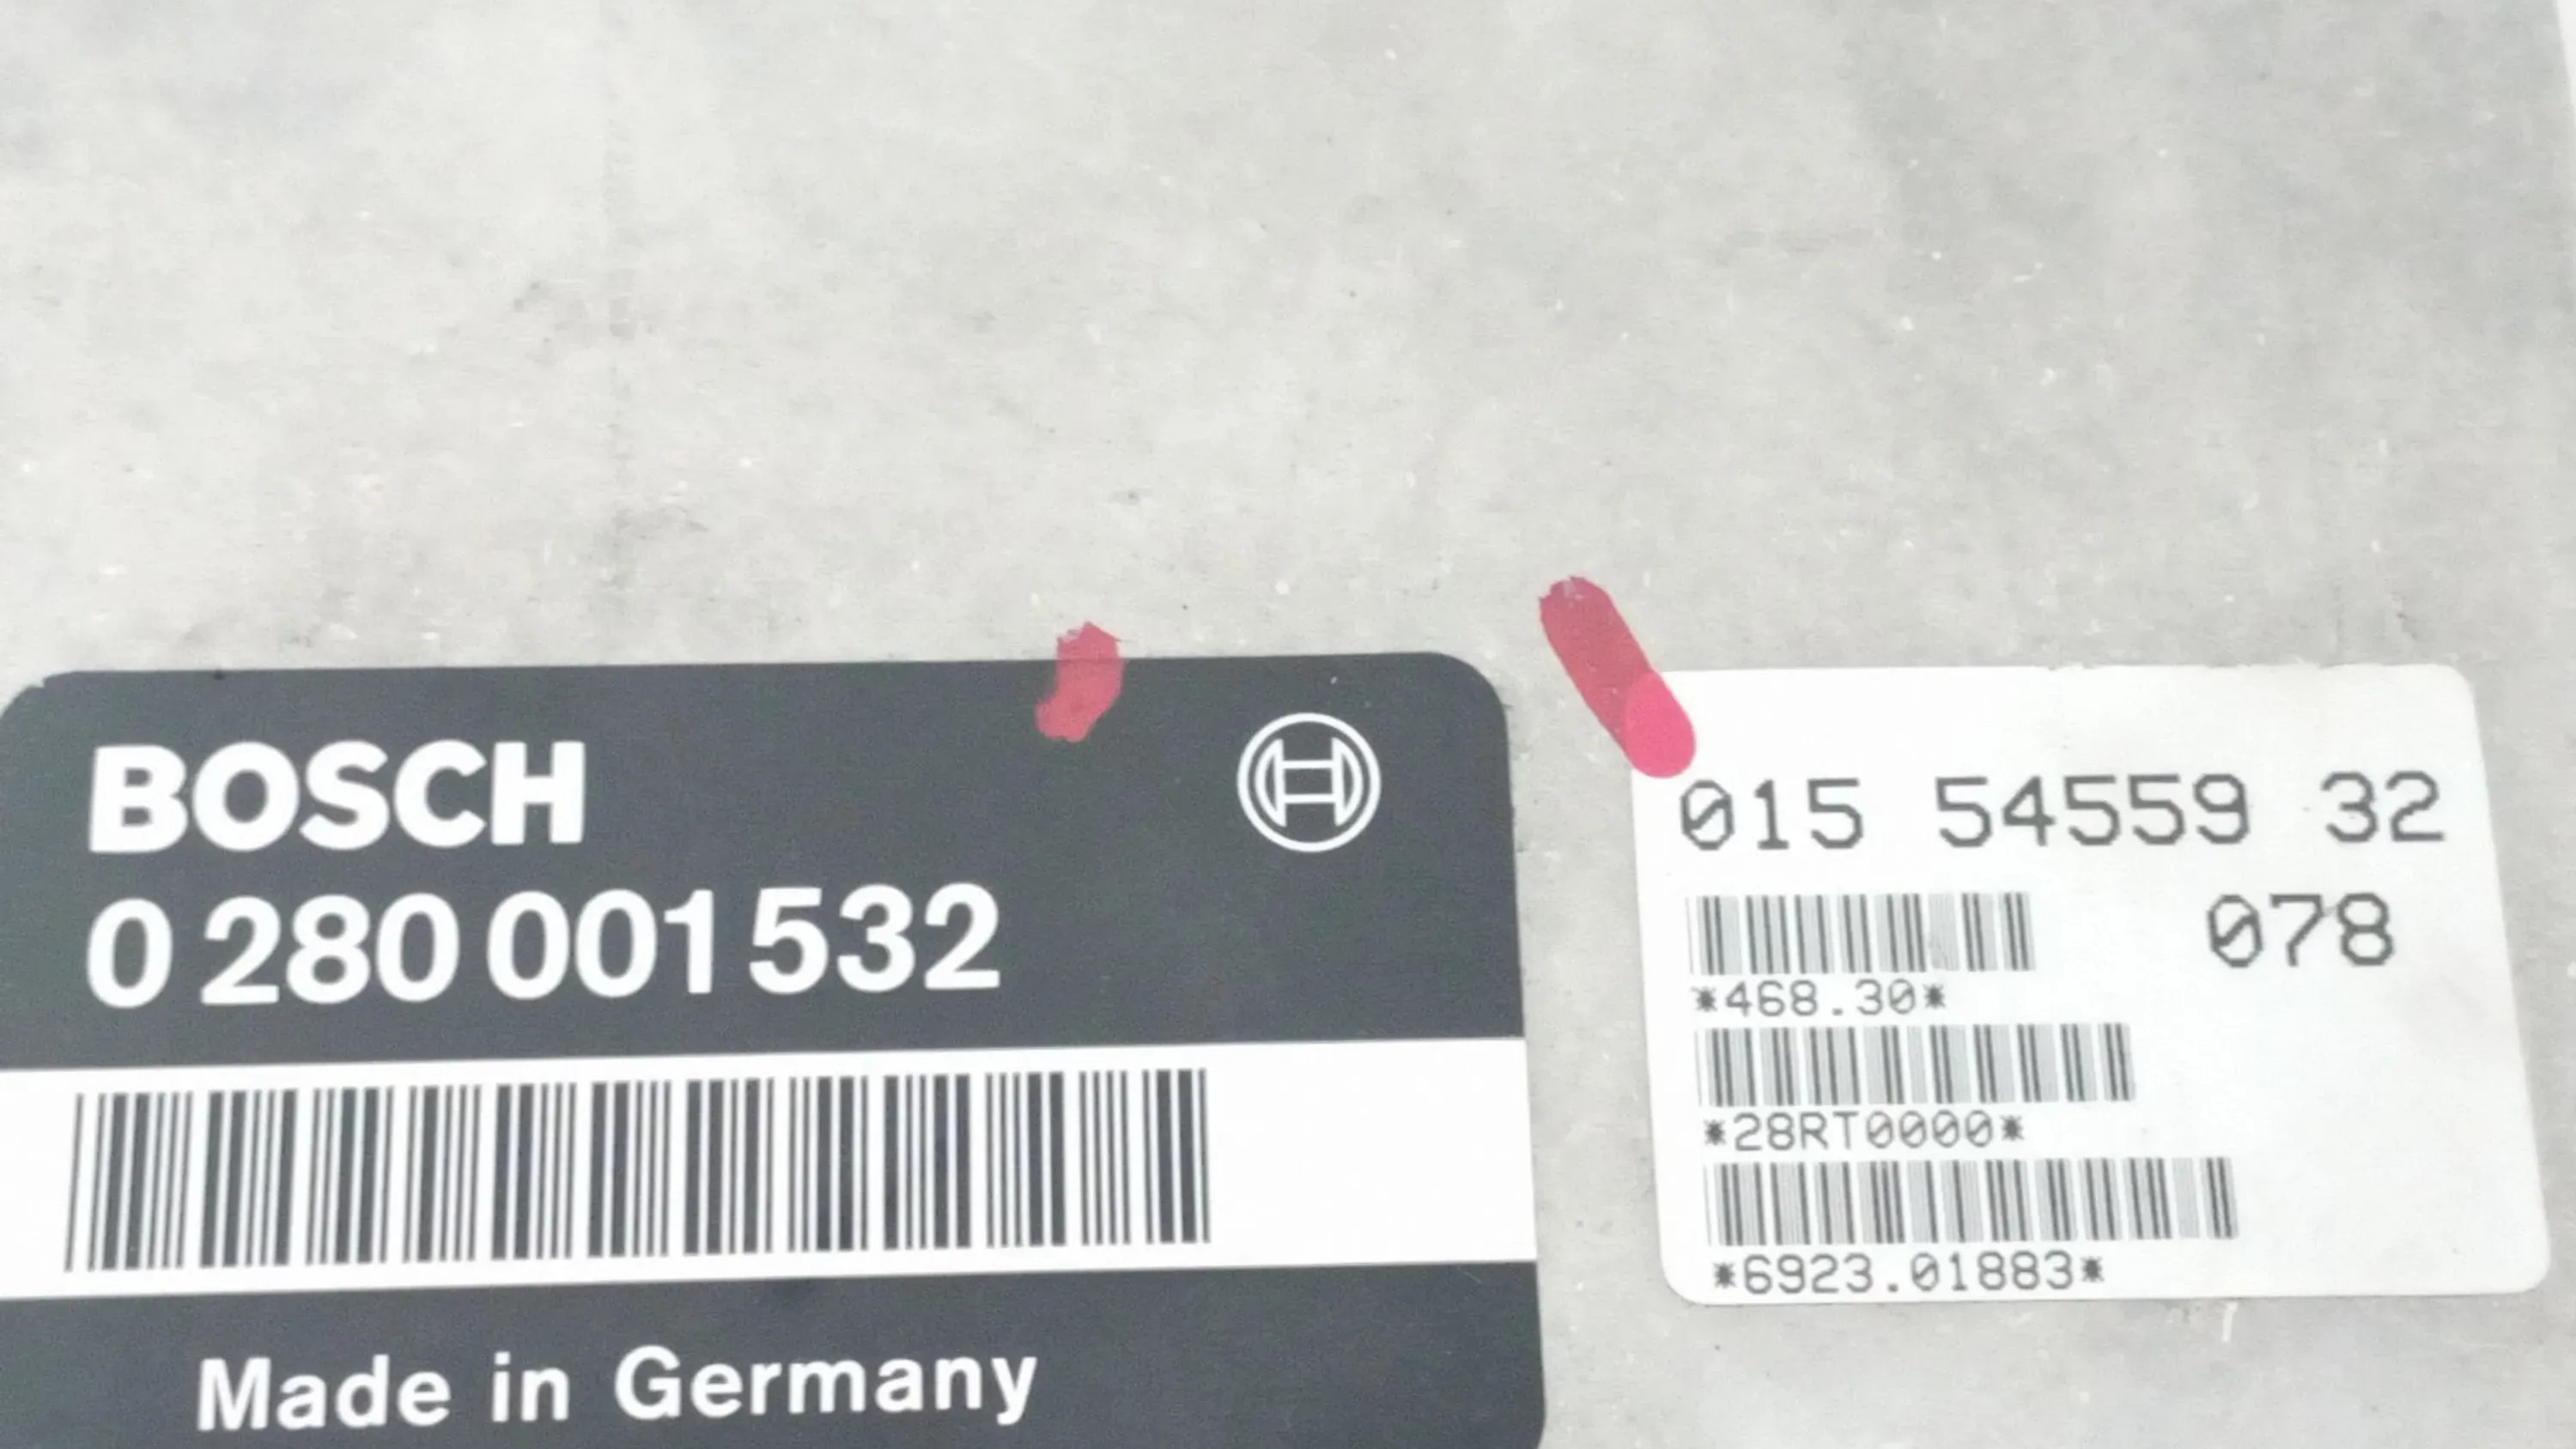 BOSCH
0 280 001 532
Made in Germany
015 54559 32
078
*468.30*
*28RT0000*
*6923.01883*